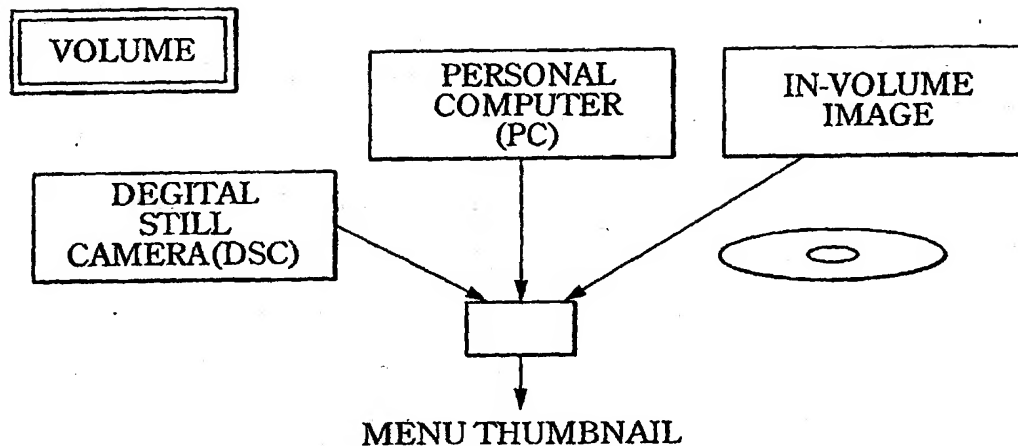 VOLUME
PERSONAL
COMPUTER
(PC)
IN-VOLUME
IMAGE
DEGITAL
STILL
CAMERA(DSC)
MENU THUMBNAIL